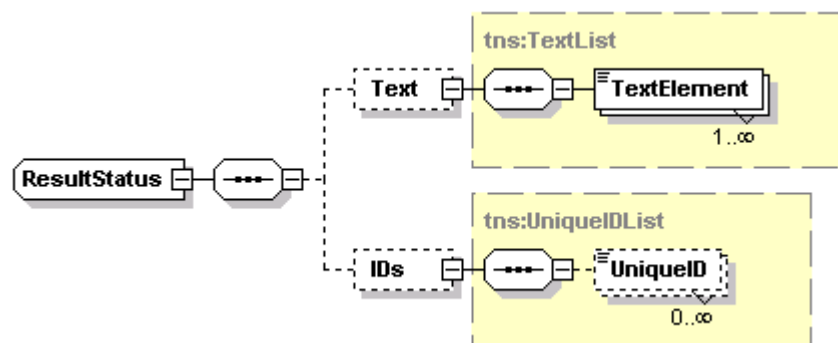 tns:TextList
Text
TextElement
1..∞
ResultStatus
tns:UniqueIDList
IDs
UniqueID
0..∞